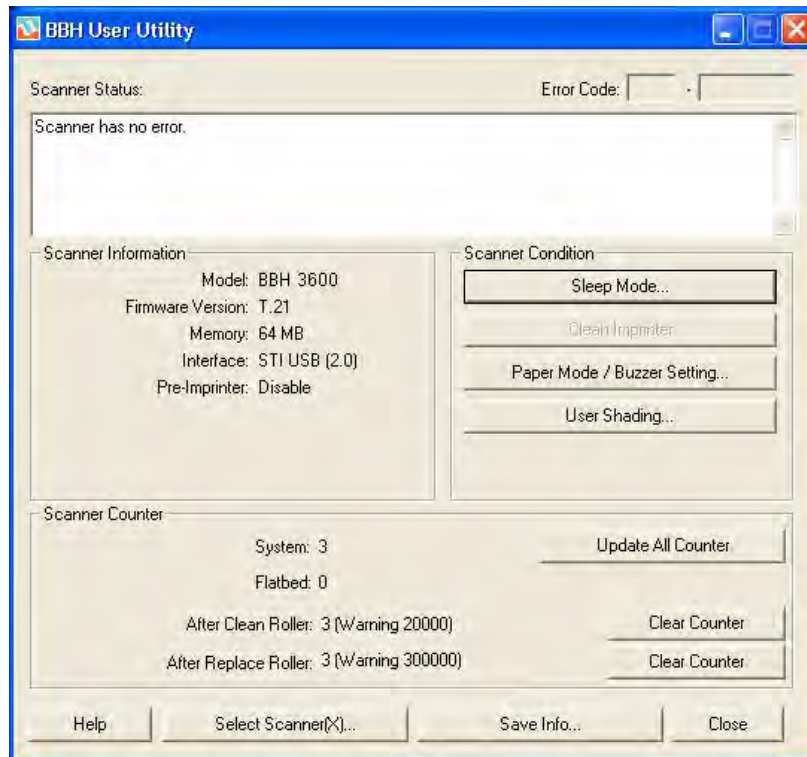 BBH User Utility
Scanner Status:
Error Code: -
Scanner has no error.
Scanner Information
Model: BBH 3600
Firmware Version: T.21
Memory: 64 MB
Interface: STI USB (2.0)
Pre-Imprinter: Disable
Scanner Condition
Sleep Mode...
Clean Imprinter
Paper Mode / Buzzer Setting...
User Shading...
Scanner Counter
System: 3
Update All Counter
Flatbed: 0
After Clean Roller: 3 (Warning 20000)
Clear Counter
After Replace Roller: 3 (Warning 300000)
Clear Counter
Help
Select Scanner(X)...
Save Info...
Close